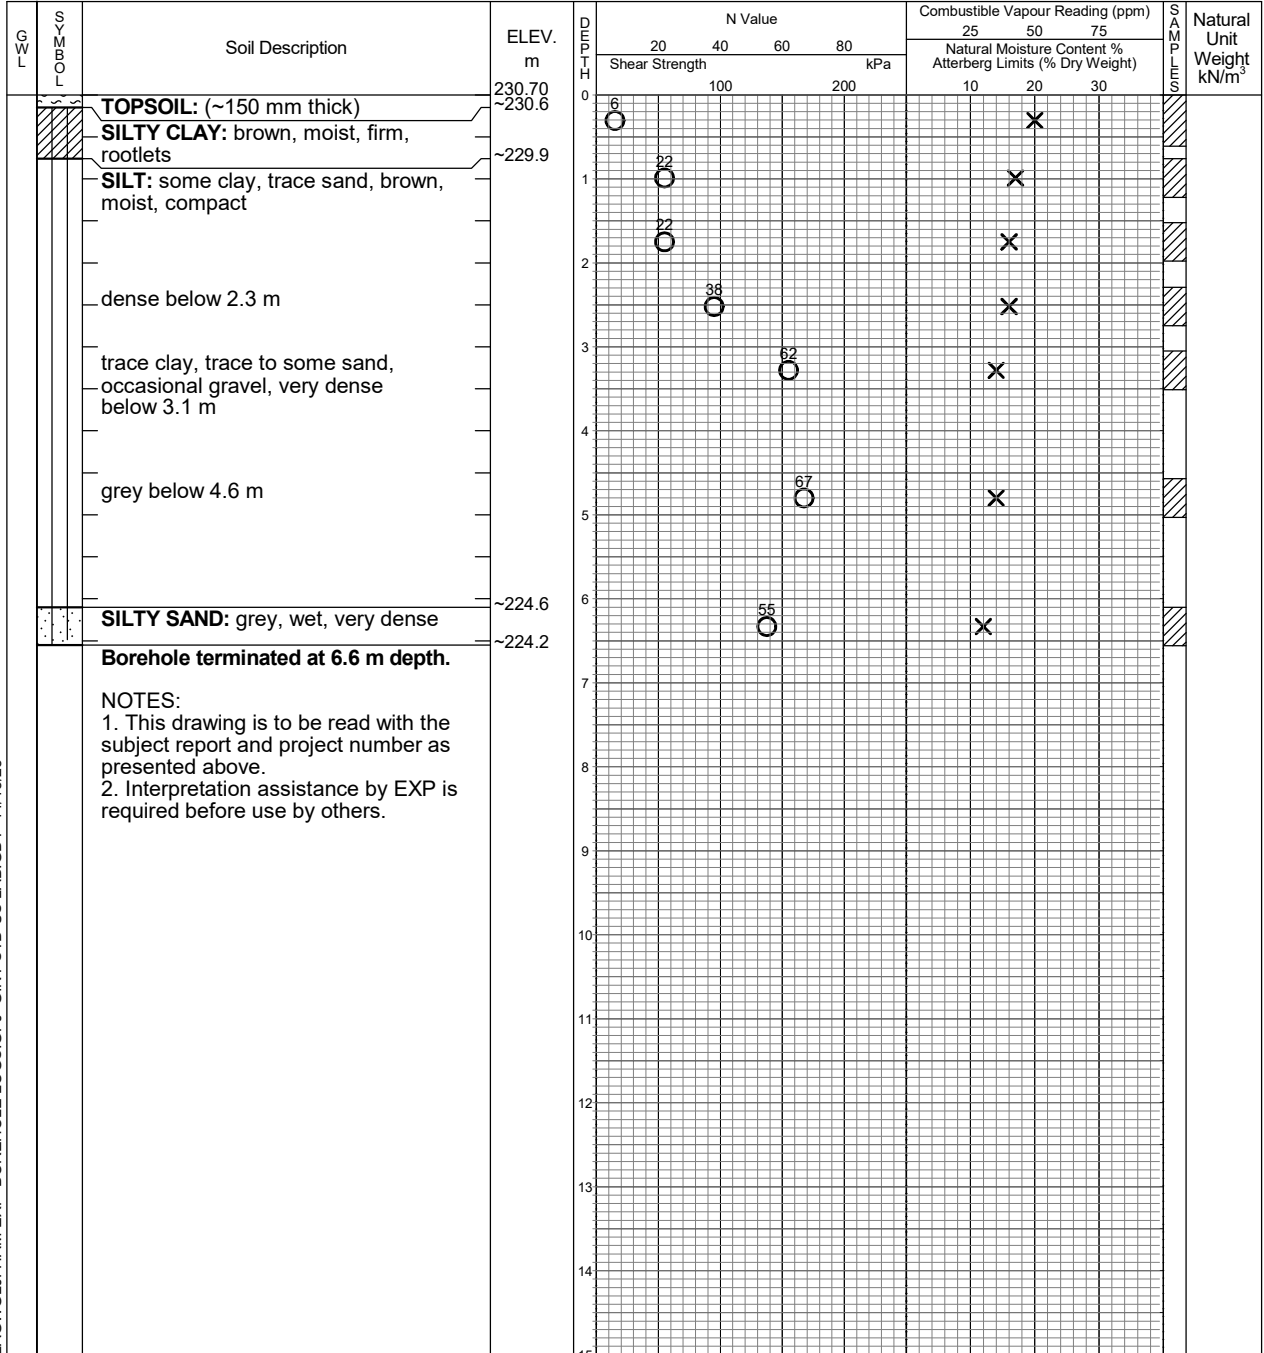 GWL
SYMBOL
Soil Description
ELEV.
m
DEPTH
N Value
20 40 60 80
Shear Strength kPa
100 200
Combustible Vapour Reading (ppm)
25 50 75
Natural Moisture Content %
Atterberg Limits (% Dry Weight)
10 20 30
SAMPLES
Natural
Unit
Weight
kN/m³
230.70
0
TOPSOIL: (~150 mm thick)
~230.6
6
SILTY CLAY: brown, moist, firm,
rootlets
~229.9
22
SILT: some clay, trace sand, brown,
moist, compact
1
22
2
dense below 2.3 m
38
3
62
trace clay, trace to some sand,
occasional gravel, very dense
below 3.1 m
4
grey below 4.6 m
67
5
6
~224.6
55
SILTY SAND: grey, wet, very dense
~224.2
Borehole terminated at 6.6 m depth.
7
NOTES:
1. This drawing is to be read with the
subject report and project number as
presented above.
2. Interpretation assistance by EXP is
required before use by others.
8
9
10
11
12
13
14